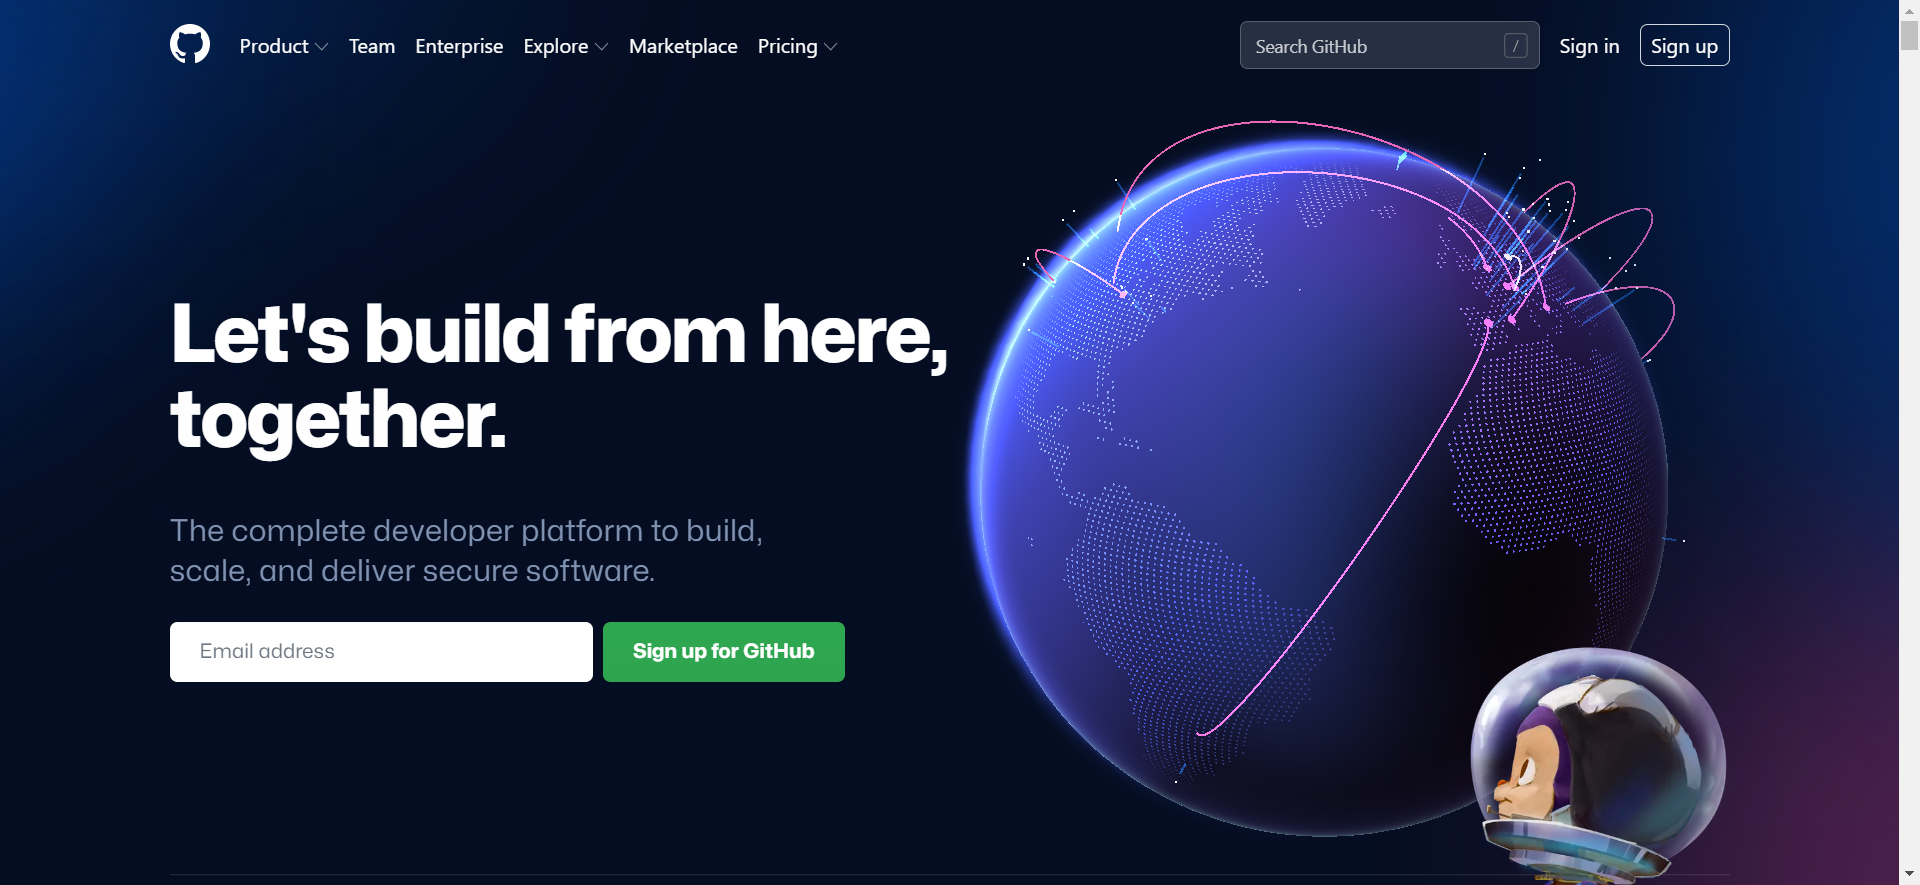 Product Team Enterprise Explore Marketplace Pricing Search GitHub / Sign in Sign up
Let's build from here,
together.
The complete developer platform to build,
scale, and deliver secure software.
Email address Sign up for GitHub